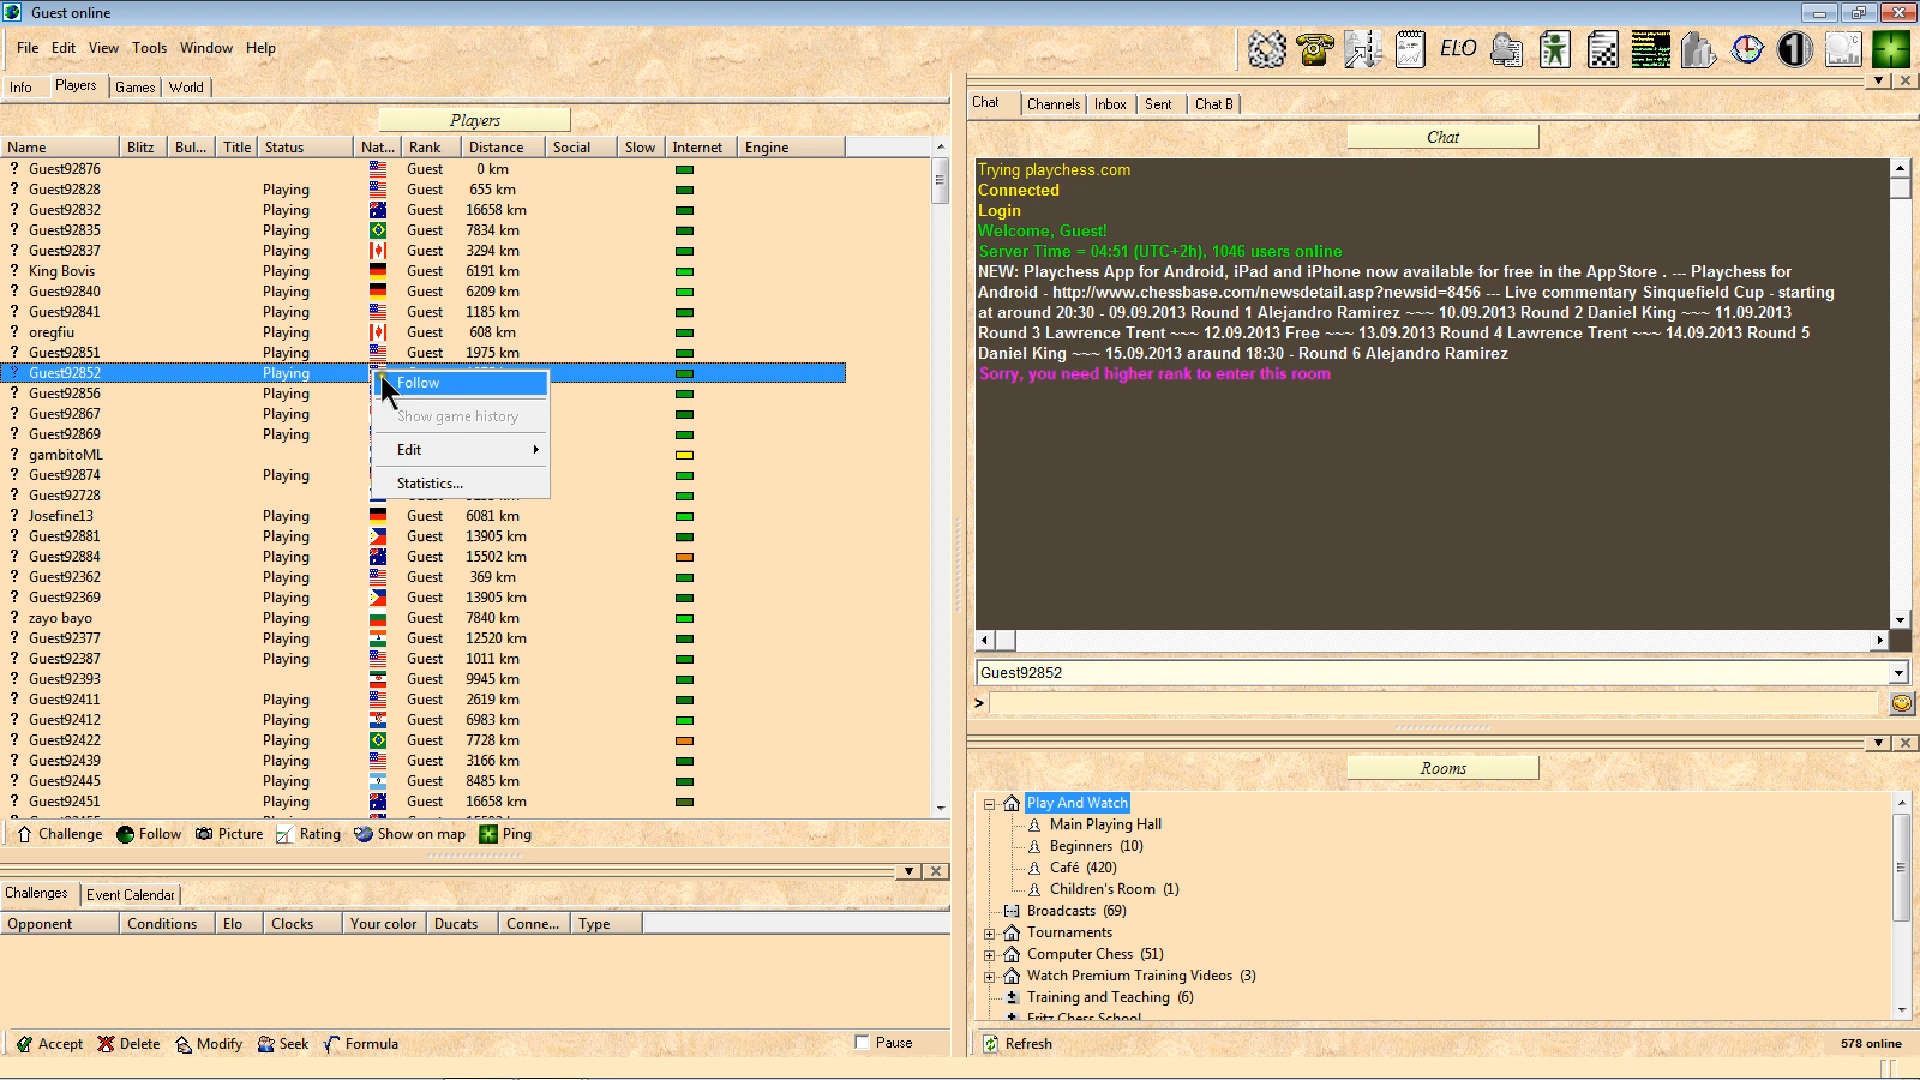 Guest online
File Edit View Tools Window Help
ELO
Info Players Games World
Players
Name Blitz Bul... Title Status Nat... Rank Distance Social Slow Internet Engine
? Guest92876 Guest 0 km
? Guest92828 Playing Guest 655 km
? Guest92832 Playing Guest 16658 km
? Guest92835 Playing Guest 7834 km
? Guest92837 Playing Guest 3294 km
? King Bovis Playing Guest 6191 km
? Guest92840 Playing Guest 6209 km
? Guest92841 Playing Guest 1185 km
? oregfiu Playing Guest 608 km
? Guest92851 Playing Guest 1975 km
? Guest92852 Playing
? Guest92856 Playing
? Guest92867 Playing
? Guest92869 Playing
? gambitoML
? Guest92874 Playing
? Guest92728
? Josefine13 Playing Guest 6081 km
? Guest92881 Playing Guest 13905 km
? Guest92884 Playing Guest 15502 km
? Guest92362 Playing Guest 369 km
? Guest92369 Playing Guest 13905 km
? zayo bayo Playing Guest 7840 km
? Guest92377 Playing Guest 12520 km
? Guest92387 Playing Guest 1011 km
? Guest92393 Guest 9945 km
? Guest92411 Playing Guest 2619 km
? Guest92412 Playing Guest 6983 km
? Guest92422 Playing Guest 7728 km
? Guest92439 Playing Guest 3166 km
? Guest92445 Playing Guest 8485 km
? Guest92451 Playing Guest 16658 km
Follow
Show game history
Edit
Statistics...
Challenge Follow Picture Rating Show on map Ping
Challenges Event Calendar
Opponent Conditions Elo Clocks Your color Ducats Conne... Type
Accept Delete Modify Seek Formula Pause
Chat Channels Inbox Sent Chat B
Chat
Trying playchess.com
Connected
Login
Welcome, Guest!
Server Time = 04:51 (UTC+2h), 1046 users online
NEW: Playchess App for Android, iPad and iPhone now available for free in the AppStore . --- Playchess for
Android - http://www.chessbase.com/newsdetail.asp?newsid=8456 --- Live commentary Sinquefield Cup - starting
at around 20:30 - 09.09.2013 Round 1 Alejandro Ramirez ~~~ 10.09.2013 Round 2 Daniel King ~~~ 11.09.2013
Round 3 Lawrence Trent ~~~ 12.09.2013 Free ~~~ 13.09.2013 Round 4 Lawrence Trent ~~~ 14.09.2013 Round 5
Daniel King ~~~ 15.09.2013 araund 18:30 - Round 6 Alejandro Ramirez
Sorry, you need higher rank to enter this room
Guest92852
>
Rooms
Play And Watch
Main Playing Hall
Beginners (10)
Café (420)
Children's Room (1)
Broadcasts (69)
Tournaments
Computer Chess (51)
Watch Premium Training Videos (3)
Training and Teaching (6)
Fritz Chess School
Refresh 578 online